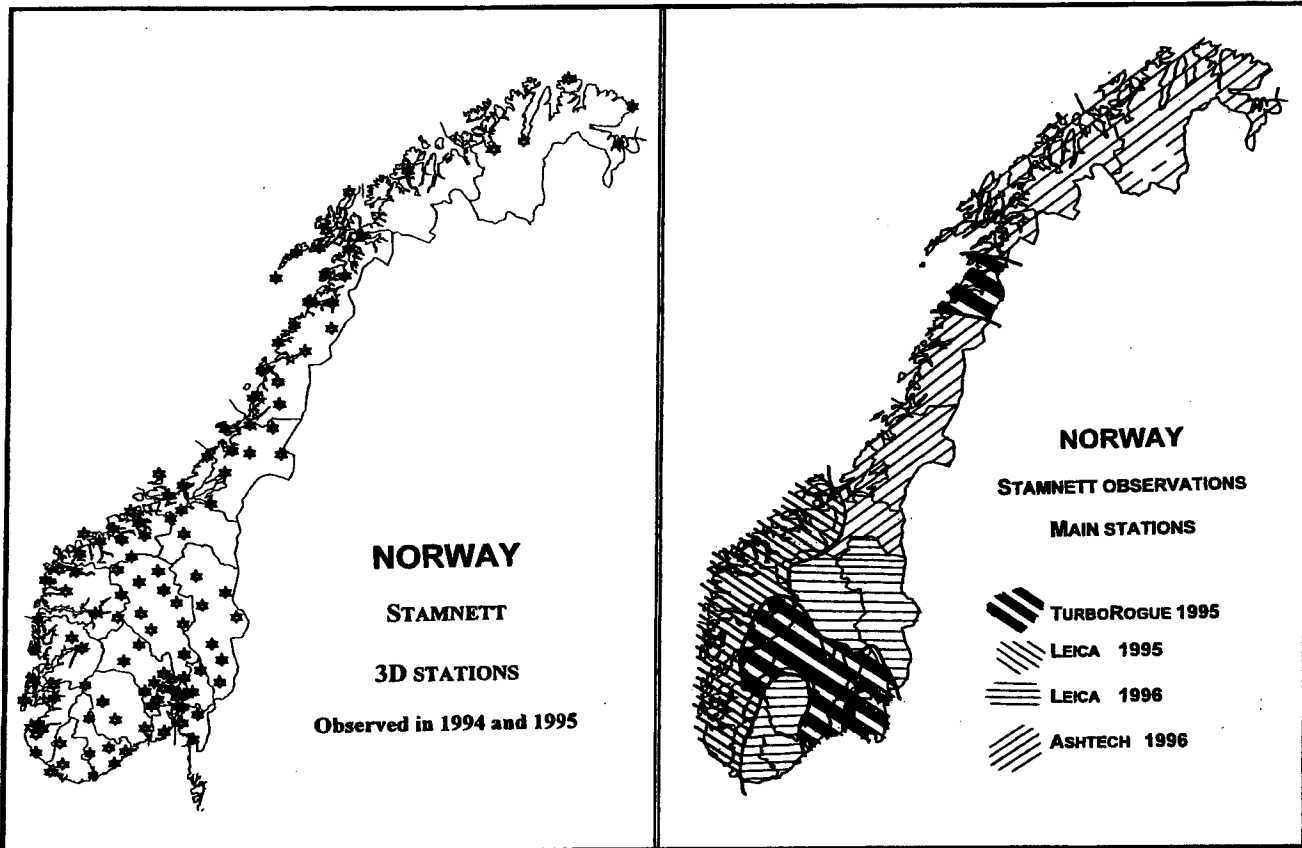 NORWAY
STAMNETT
3D STATIONS
Observed in 1994 and 1995
NORWAY
STAMNETT OBSERVATIONS
MAIN STATIONS
TURBOROGUE 1995
LEICA 1995
LEICA 1996
ASHTECH 1996